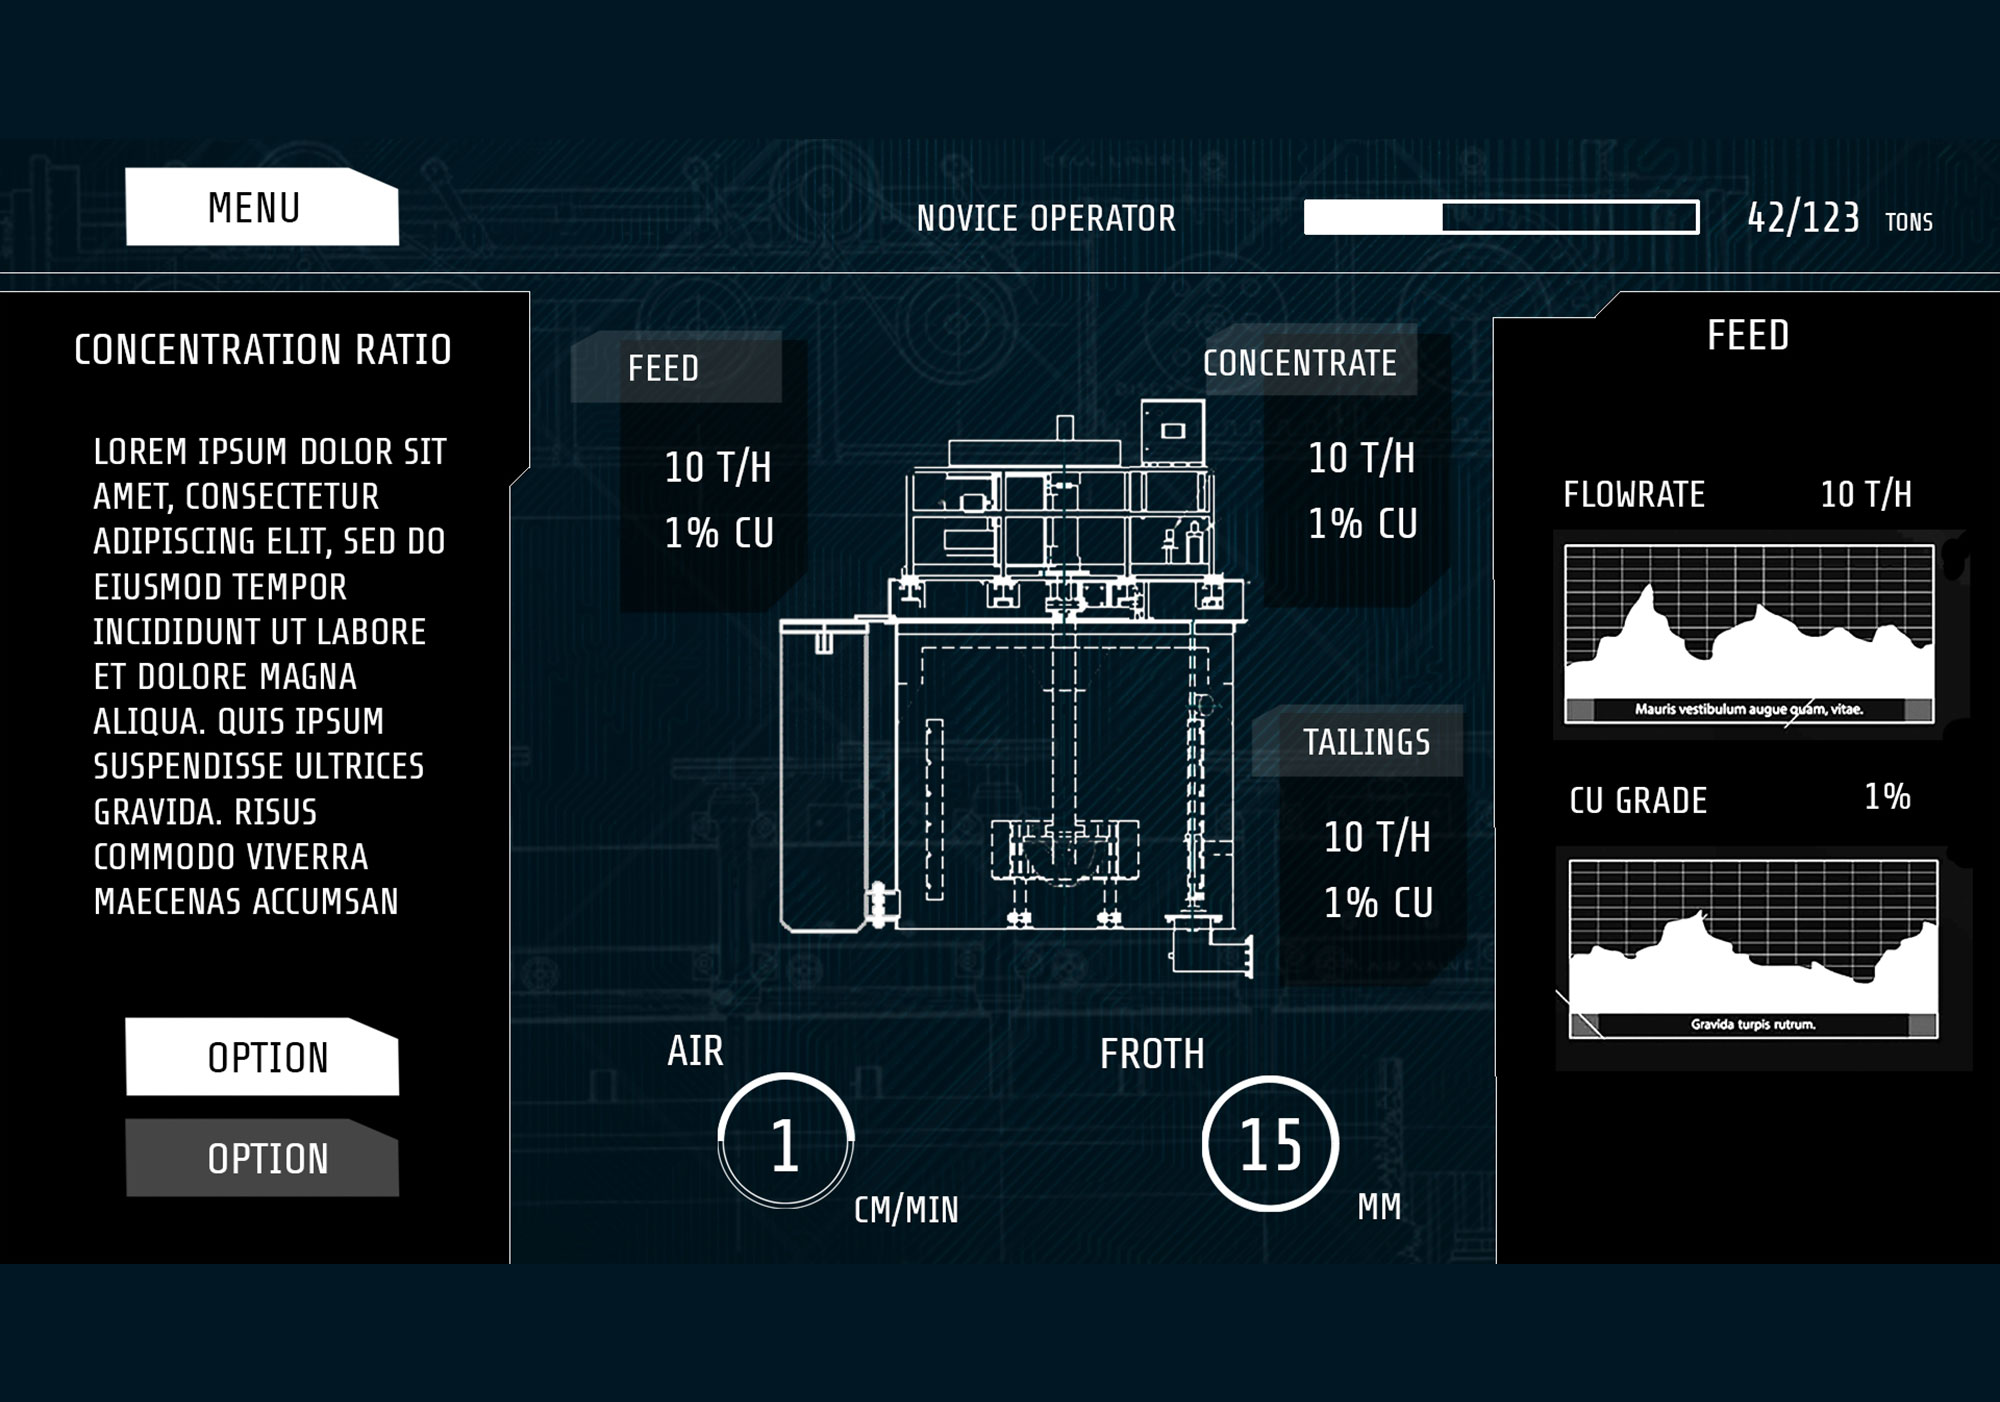 MENU
NOVICE OPERATOR
42/123 TONS
CONCENTRATION RATIO
LOREM IPSUM DOLOR SIT
AMET, CONSECTETUR
ADIPISCING ELIT, SED DO
EIUSMOD TEMPOR
INCIDIDUNT UT LABORE
ET DOLORE MAGNA
ALIQUA. QUIS IPSUM
SUSPENDISSE ULTRICES
GRAVIDA. RISUS
COMMODO VIVERRA
MAECENAS ACCUMSAN
OPTION
OPTION
FEED
10 T/H
1% CU
CONCENTRATE
10 T/H
1% CU
TAILINGS
10 T/H
1% CU
AIR
1
CM/MIN
FROTH
15
MM
FEED
FLOWRATE 10 T/H
Mauris vestibulum augue quam, vitae.
CU GRADE 1%
Gravida turpis rutrum.